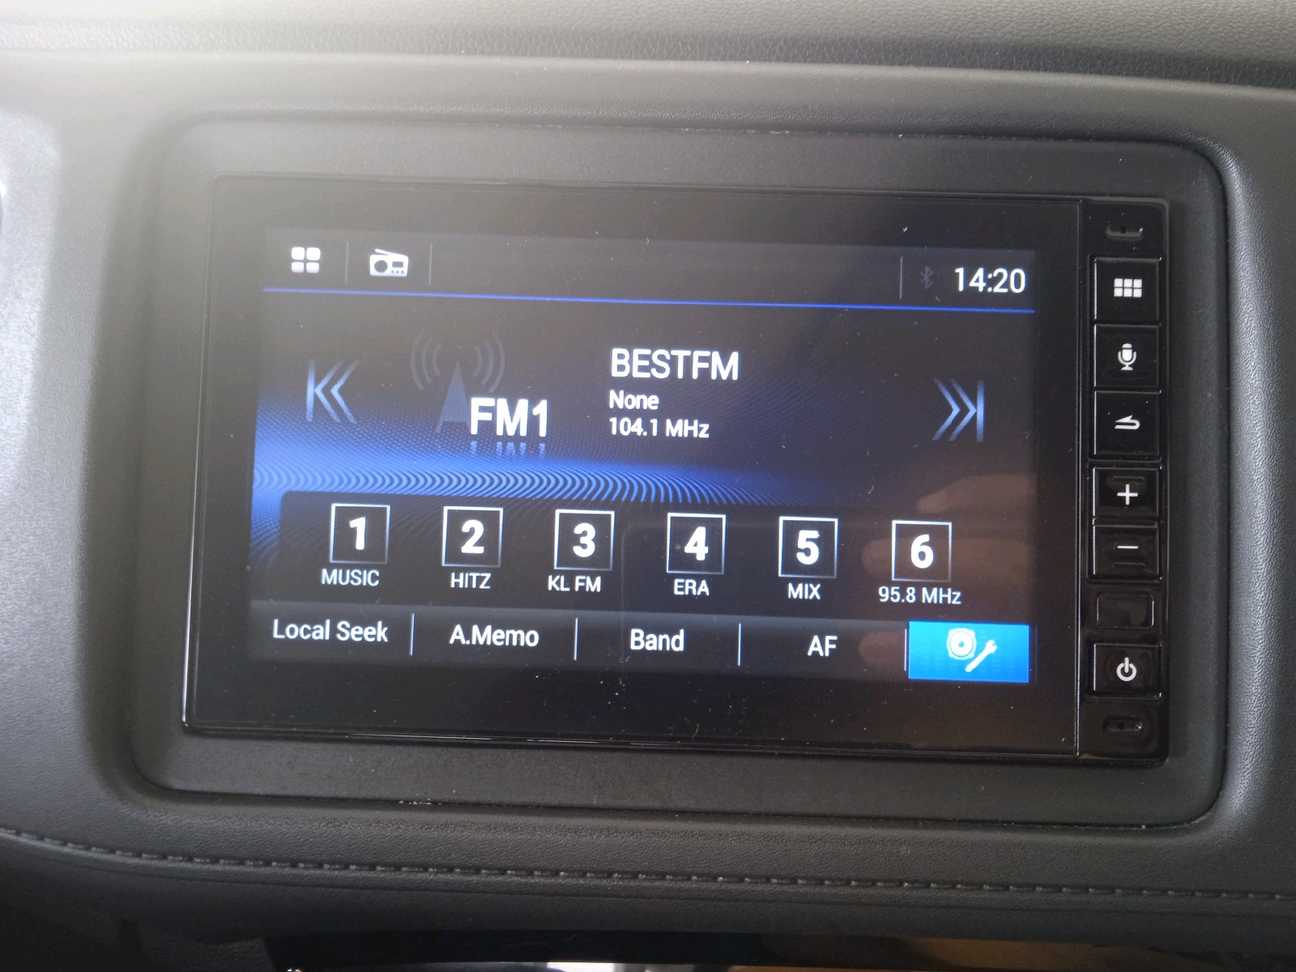 14:20
BESTFM
None
104.1 MHz
FM1
1 2 3 4 5 6
MUSIC HITZ KL FM ERA MIX 95.8 MHz
Local Seek A.Memo Band AF
+
−